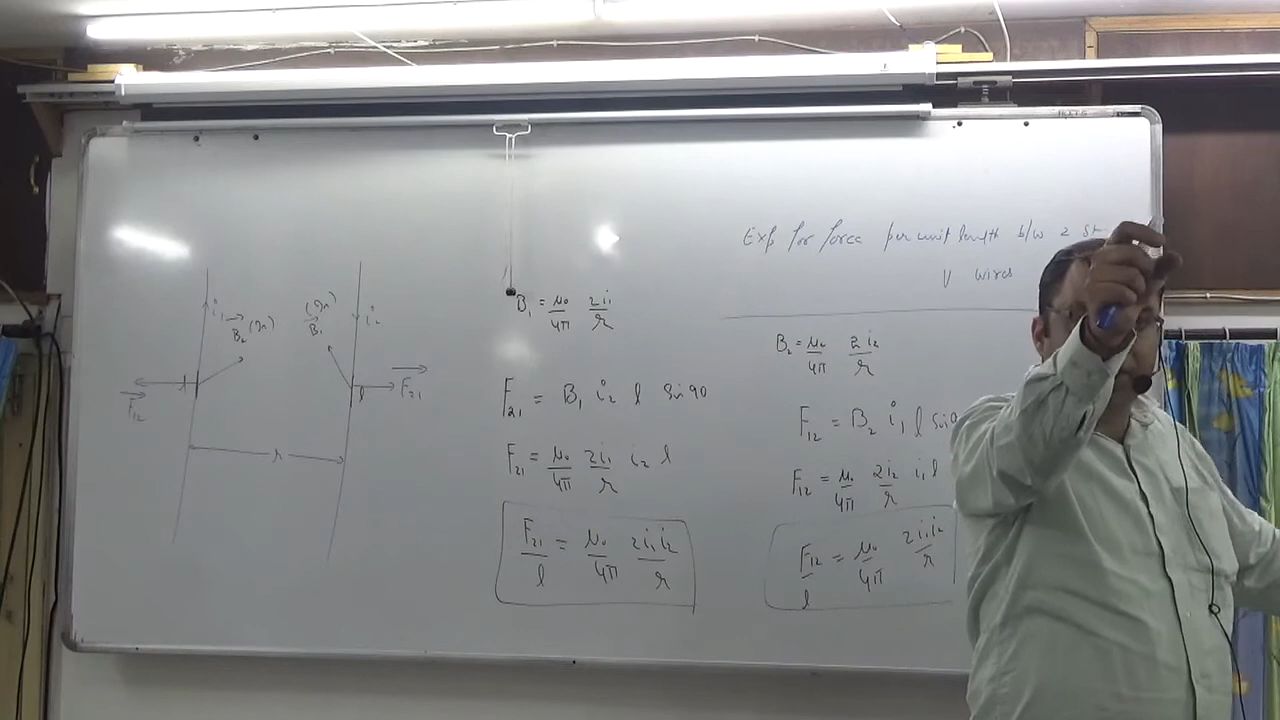 Exp for force per unit length b/w 2 st
wires
i₁
B₂ (in)
(in)
B₁
i₂
F₁₂
l
l
F₂₁
r
B₁ = μ₀/4π 2i₁/r
F₂₁ = B₁ i₂ l Sin 90
F₂₁ = μ₀/4π 2i₁/r i₂ l
F₂₁/l = μ₀/4π 2i₁i₂/r
B₂ = μ₀/4π 2i₂/r
F₁₂ = B₂ i₁ l sin 9
F₁₂ = μ₀/4π 2i₂/r i₁ l
F₁₂/l = μ₀/4π 2i₁i₂/r